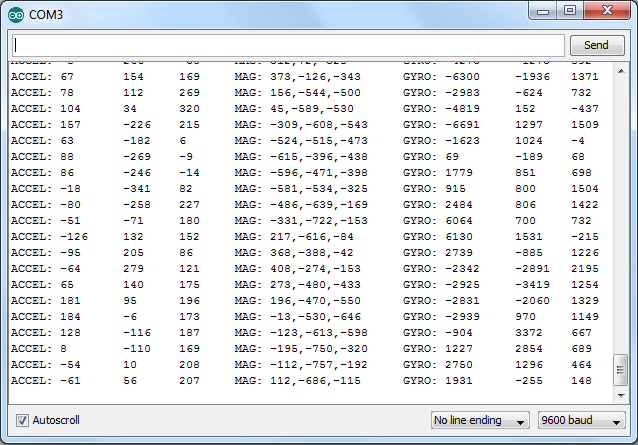 COM3
Send
ACCEL: 67 154 169 MAG: 373,-126,-343 GYRO: -6300 -1936 1371
ACCEL: 78 112 269 MAG: 156,-544,-500 GYRO: -2983 -624 732
ACCEL: 104 34 320 MAG: 45,-589,-530 GYRO: -4819 152 -437
ACCEL: 157 -226 215 MAG: -309,-608,-543 GYRO: -6691 1297 1509
ACCEL: 63 -182 6 MAG: -524,-515,-473 GYRO: -1623 1024 -4
ACCEL: 88 -269 -9 MAG: -615,-396,-438 GYRO: 69 -189 68
ACCEL: 86 -246 -14 MAG: -596,-471,-398 GYRO: 1779 851 698
ACCEL: -18 -341 82 MAG: -581,-534,-325 GYRO: 915 800 1504
ACCEL: -80 -258 227 MAG: -486,-639,-169 GYRO: 2484 806 1422
ACCEL: -51 -71 180 MAG: -331,-722,-153 GYRO: 6064 700 732
ACCEL: -126 132 152 MAG: 217,-616,-84 GYRO: 6130 1531 -215
ACCEL: -95 205 86 MAG: 368,-388,-42 GYRO: 2739 -885 1226
ACCEL: -64 279 121 MAG: 408,-274,-153 GYRO: -2342 -2891 2195
ACCEL: 65 140 175 MAG: 273,-480,-433 GYRO: -2925 -3419 1254
ACCEL: 181 95 196 MAG: 196,-470,-550 GYRO: -2831 -2060 1329
ACCEL: 184 -6 173 MAG: -13,-530,-646 GYRO: -2939 970 1149
ACCEL: 128 -116 187 MAG: -123,-613,-598 GYRO: -904 3372 667
ACCEL: 8 -110 169 MAG: -195,-750,-320 GYRO: 1227 2854 689
ACCEL: -54 10 208 MAG: -112,-757,-192 GYRO: 2750 1296 464
ACCEL: -61 56 207 MAG: 112,-686,-115 GYRO: 1931 -255 148
Autoscroll No line ending 9600 baud